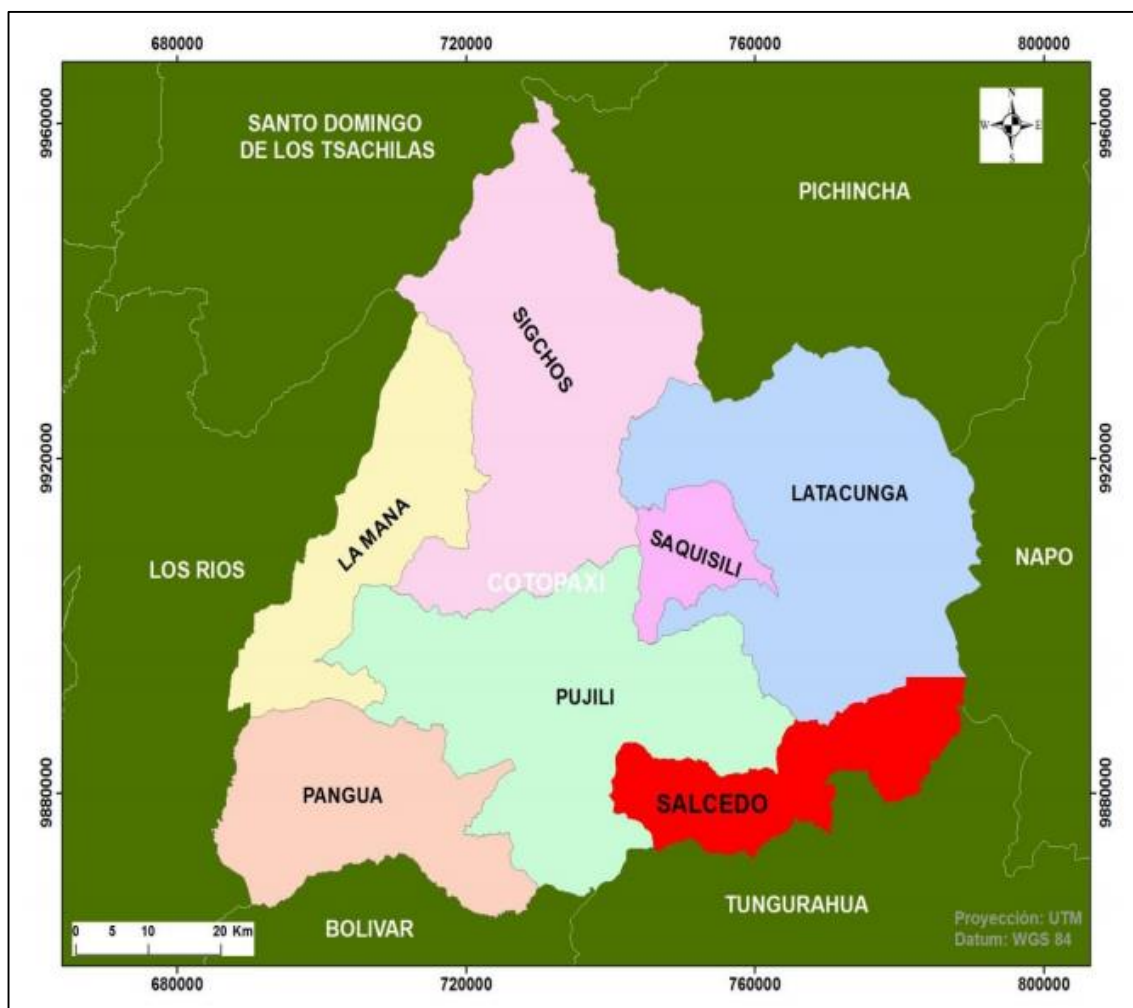 680000
720000
760000
800000
9960000
9960000
N
W
E
S
SANTO DOMINGO
DE LOS TSACHILAS
PICHINCHA
SIGCHOS
9920000
9920000
LATACUNGA
LA MANA
SAQUISILI
LOS RIOS
COTOPAXI
NAPO
PUJILI
9880000
9880000
PANGUA
SALCEDO
TUNGURAHUA
BOLIVAR
Proyección: UTM
Datum: WGS 84
0 5 10 20 Km
680000
720000
760000
800000